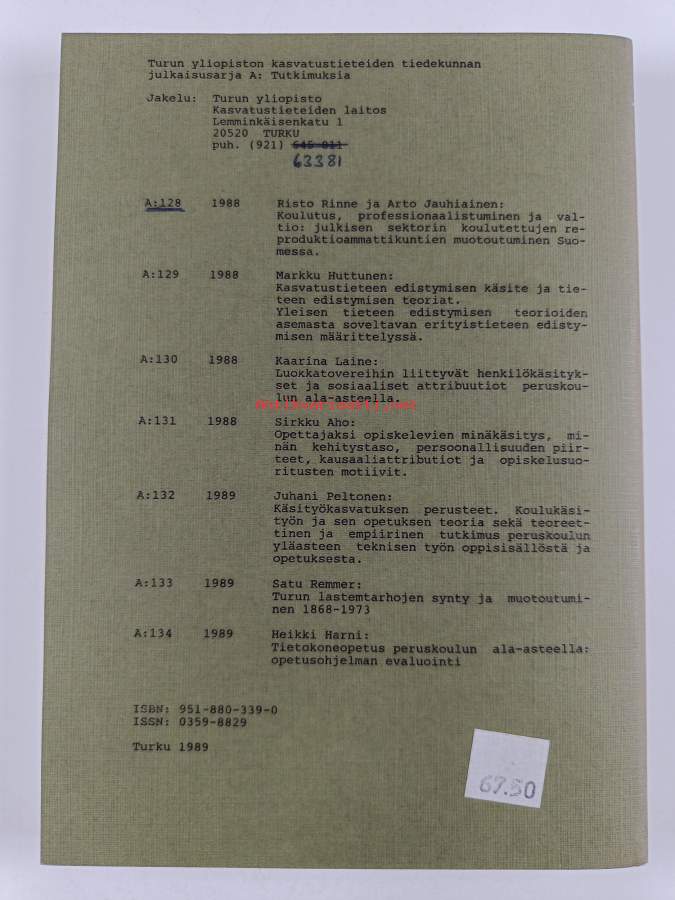 Turun yliopiston kasvatustieteiden tiedekunnan
julkaisusarja A: Tutkimuksia
Jakelu: Turun yliopisto
Kasvatustieteiden laitos
Lemminkäisenkatu 1
20520 TURKU
puh. (921) 645 811
63381
A:128 1988 Risto Rinne ja Arto Jauhiainen:
Koulutus, professionaalistuminen ja val-
tio: julkisen sektorin koulutettujen re-
produktioammattikuntien muotoutuminen Suo-
messa.
A:129 1988 Markku Huttunen:
Kasvatustieteen edistymisen käsite ja tie-
teen edistymisen teoriat.
Yleisen tieteen edistymisen teorioiden
asemasta soveltavan erityistieteen edisty-
misen määrittelyssä.
A:130 1988 Kaarina Laine:
Luokkatovereihin liittyvät henkilökäsityk-
set ja sosiaaliset attribuutiot peruskou-
lun ala-asteella.
A:131 1988 Sirkku Aho:
Opettajaksi opiskelevien minäkäsitys, mi-
nän kehitystaso, persoonallisuuden piir-
teet, kausaaliattributiot ja opiskelusuo-
ritusten motiivit.
A:132 1989 Juhani Peltonen:
Käsityökasvatuksen perusteet. Koulukäsi-
työn ja sen opetuksen teoria sekä teoreet-
tinen ja empiirinen tutkimus peruskoulun
yläasteen teknisen työn oppisisällöstä ja
opetuksesta.
A:133 1989 Satu Remmer:
Turun lastemtarhojen synty ja muotoutumi-
nen 1868-1973
A:134 1989 Heikki Harni:
Tietokoneopetus peruskoulun ala-asteella:
opetusohjelman evaluointi
ISBN: 951-880-339-0
ISSN: 0359-8829
Turku 1989
67.50